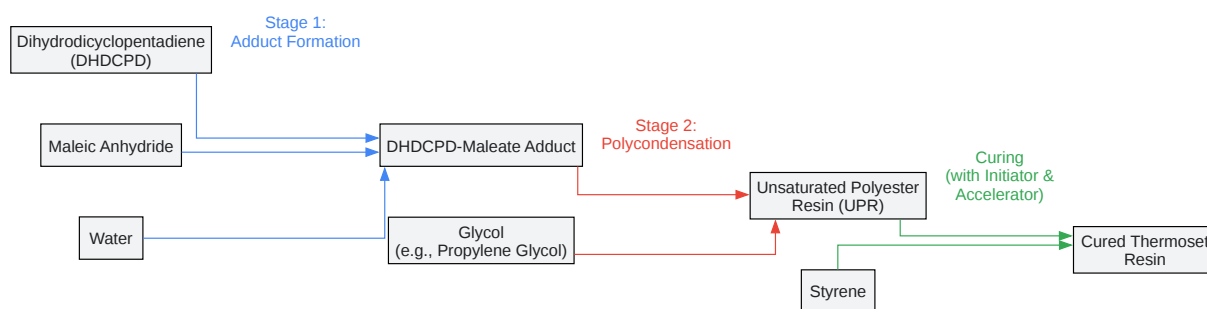 Stage 1:
Adduct Formation
Dihydrodicyclopentadiene
(DHDCPD)
Maleic Anhydride
DHDCPD-Maleate Adduct
Stage 2:
Polycondensation
Water
Glycol
(e.g., Propylene Glycol)
Unsaturated Polyester
Resin (UPR)
Curing
(with Initiator &
Accelerator)
Styrene
Cured Thermoset
Resin